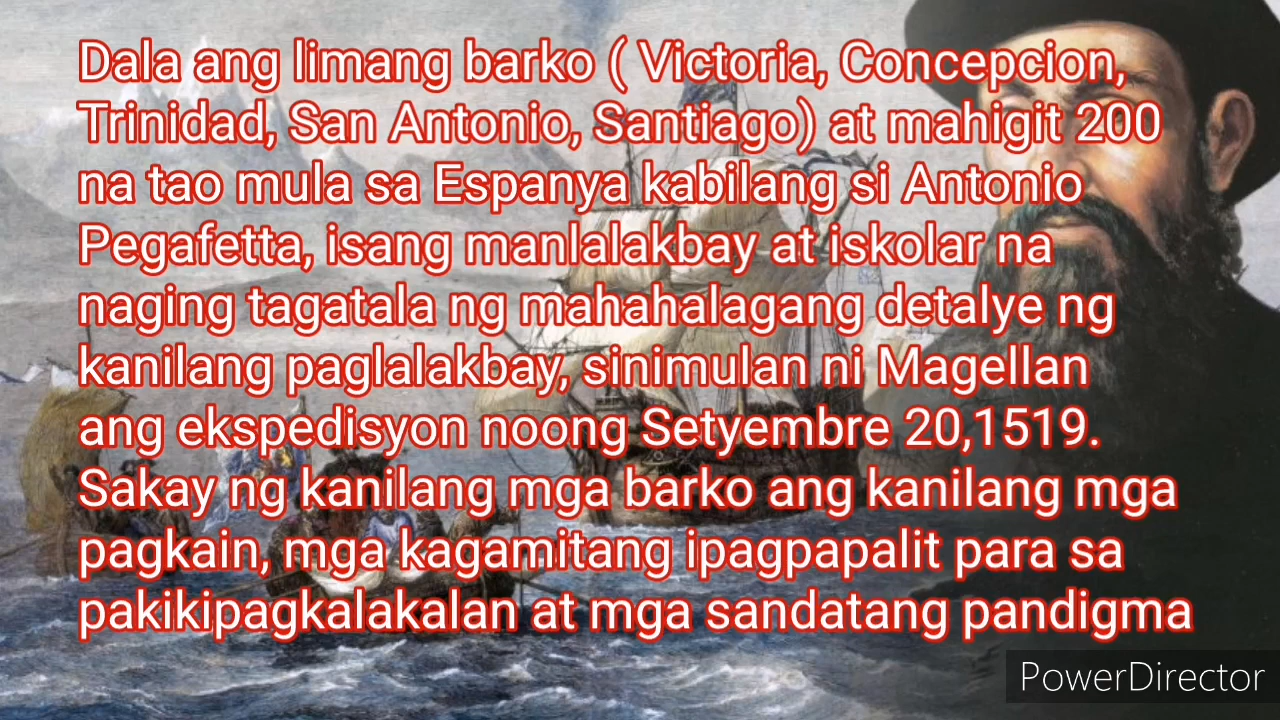 Dala ang limang barko ( Victoria, Concepcion,
Trinidad, San Antonio, Santiago) at mahigit 200
na tao mula sa Espanya kabilang si Antonio
Pegafetta, isang manlalakbay at iskolar na
naging tagatala ng mahahalagang detalye ng
kanilang paglalakbay, sinimulan ni Magellan
ang ekspedisyon noong Setyembre 20,1519.
Sakay ng kanilang mga barko ang kanilang mga
pagkain, mga kagamitang ipagpapalit para sa
pakikipagkalakalan at mga sandatang pandigma
PowerDirector